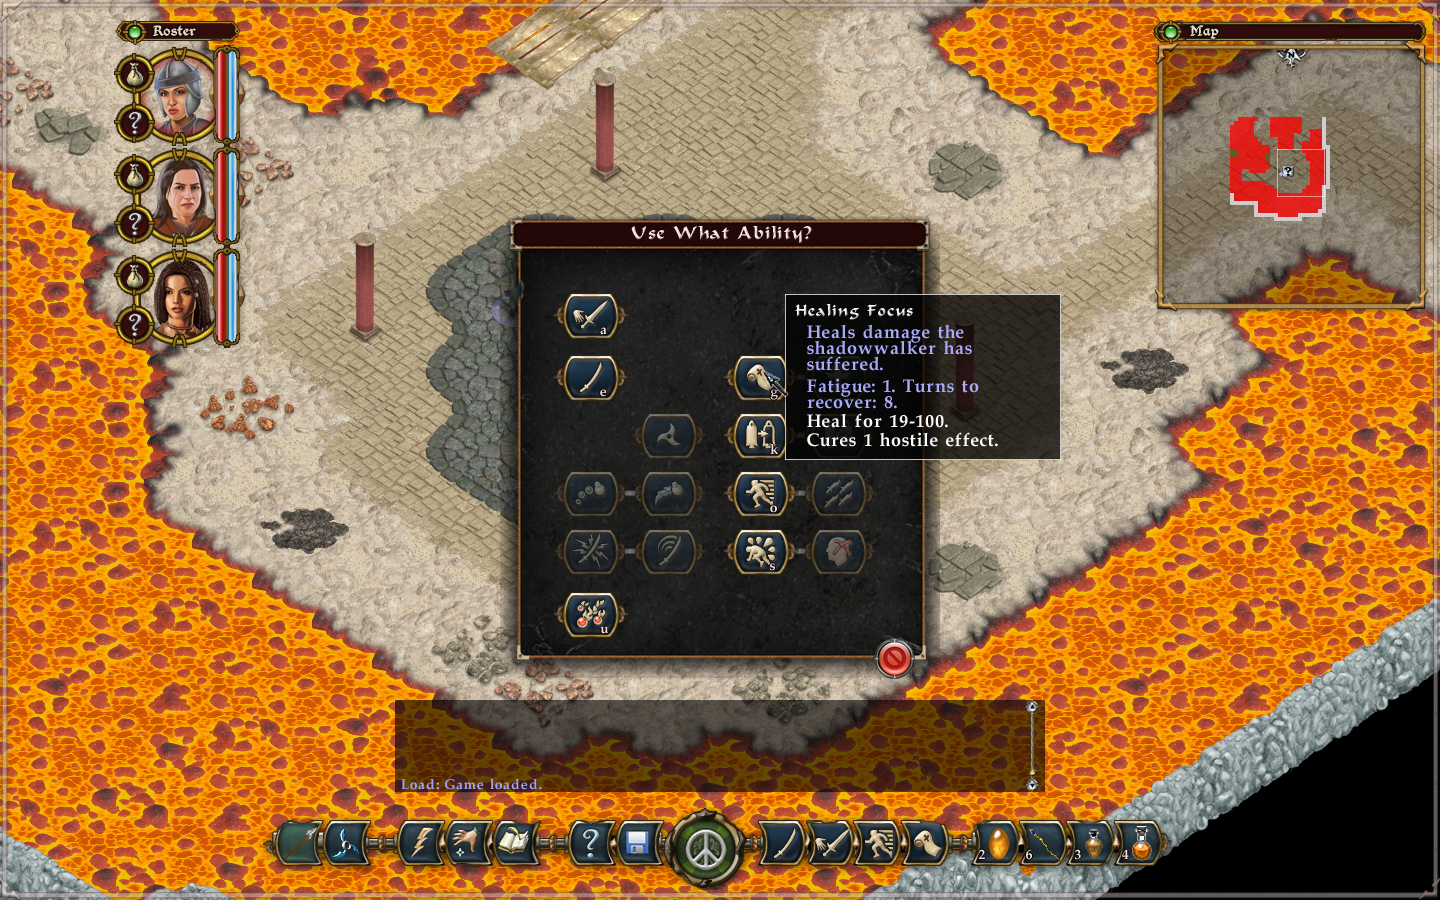 Roster
Map
N
?
?
?
Use What Ability?
a
e
g
k
o
s
u
Healing Focus
Heals damage the
shadowwalker has
suffered.
Fatigue: 1. Turns to
recover: 8.
Heal for 19-100.
Cures 1 hostile effect.
Load: Game loaded.
?
2
6
3
4